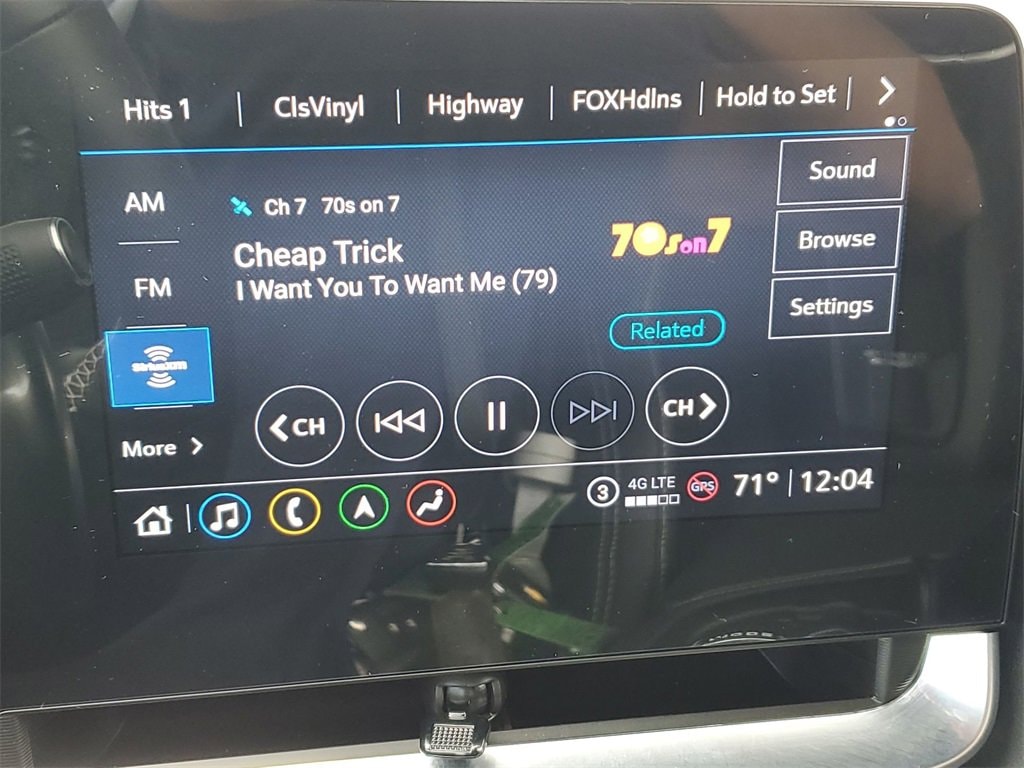 Hits 1 | ClsVinyl | Highway | FOXHdlns | Hold to Set |
AM
FM
SiriusXM
More
Ch 7 70s on 7
Cheap Trick
I Want You To Want Me (79)
70s on 7
Related
Sound
Browse
Settings
CH
CH
3 4G LTE GPS 71° | 12:04